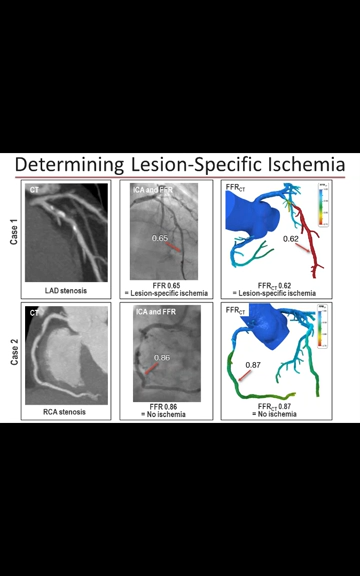 Determining Lesion-Specific Ischemia
Case 1
CT
LAD stenosis
ICA and FFR
0.65
FFR 0.65
= Lesion-specific ischemia
FFRCT
0.62
FFRCT 0.62
= Lesion-specific ischemia
Case 2
CT
RCA stenosis
ICA and FFR
0.86
FFR 0.86
= No ischemia
FFRCT
0.87
FFRCT 0.87
= No ischemia